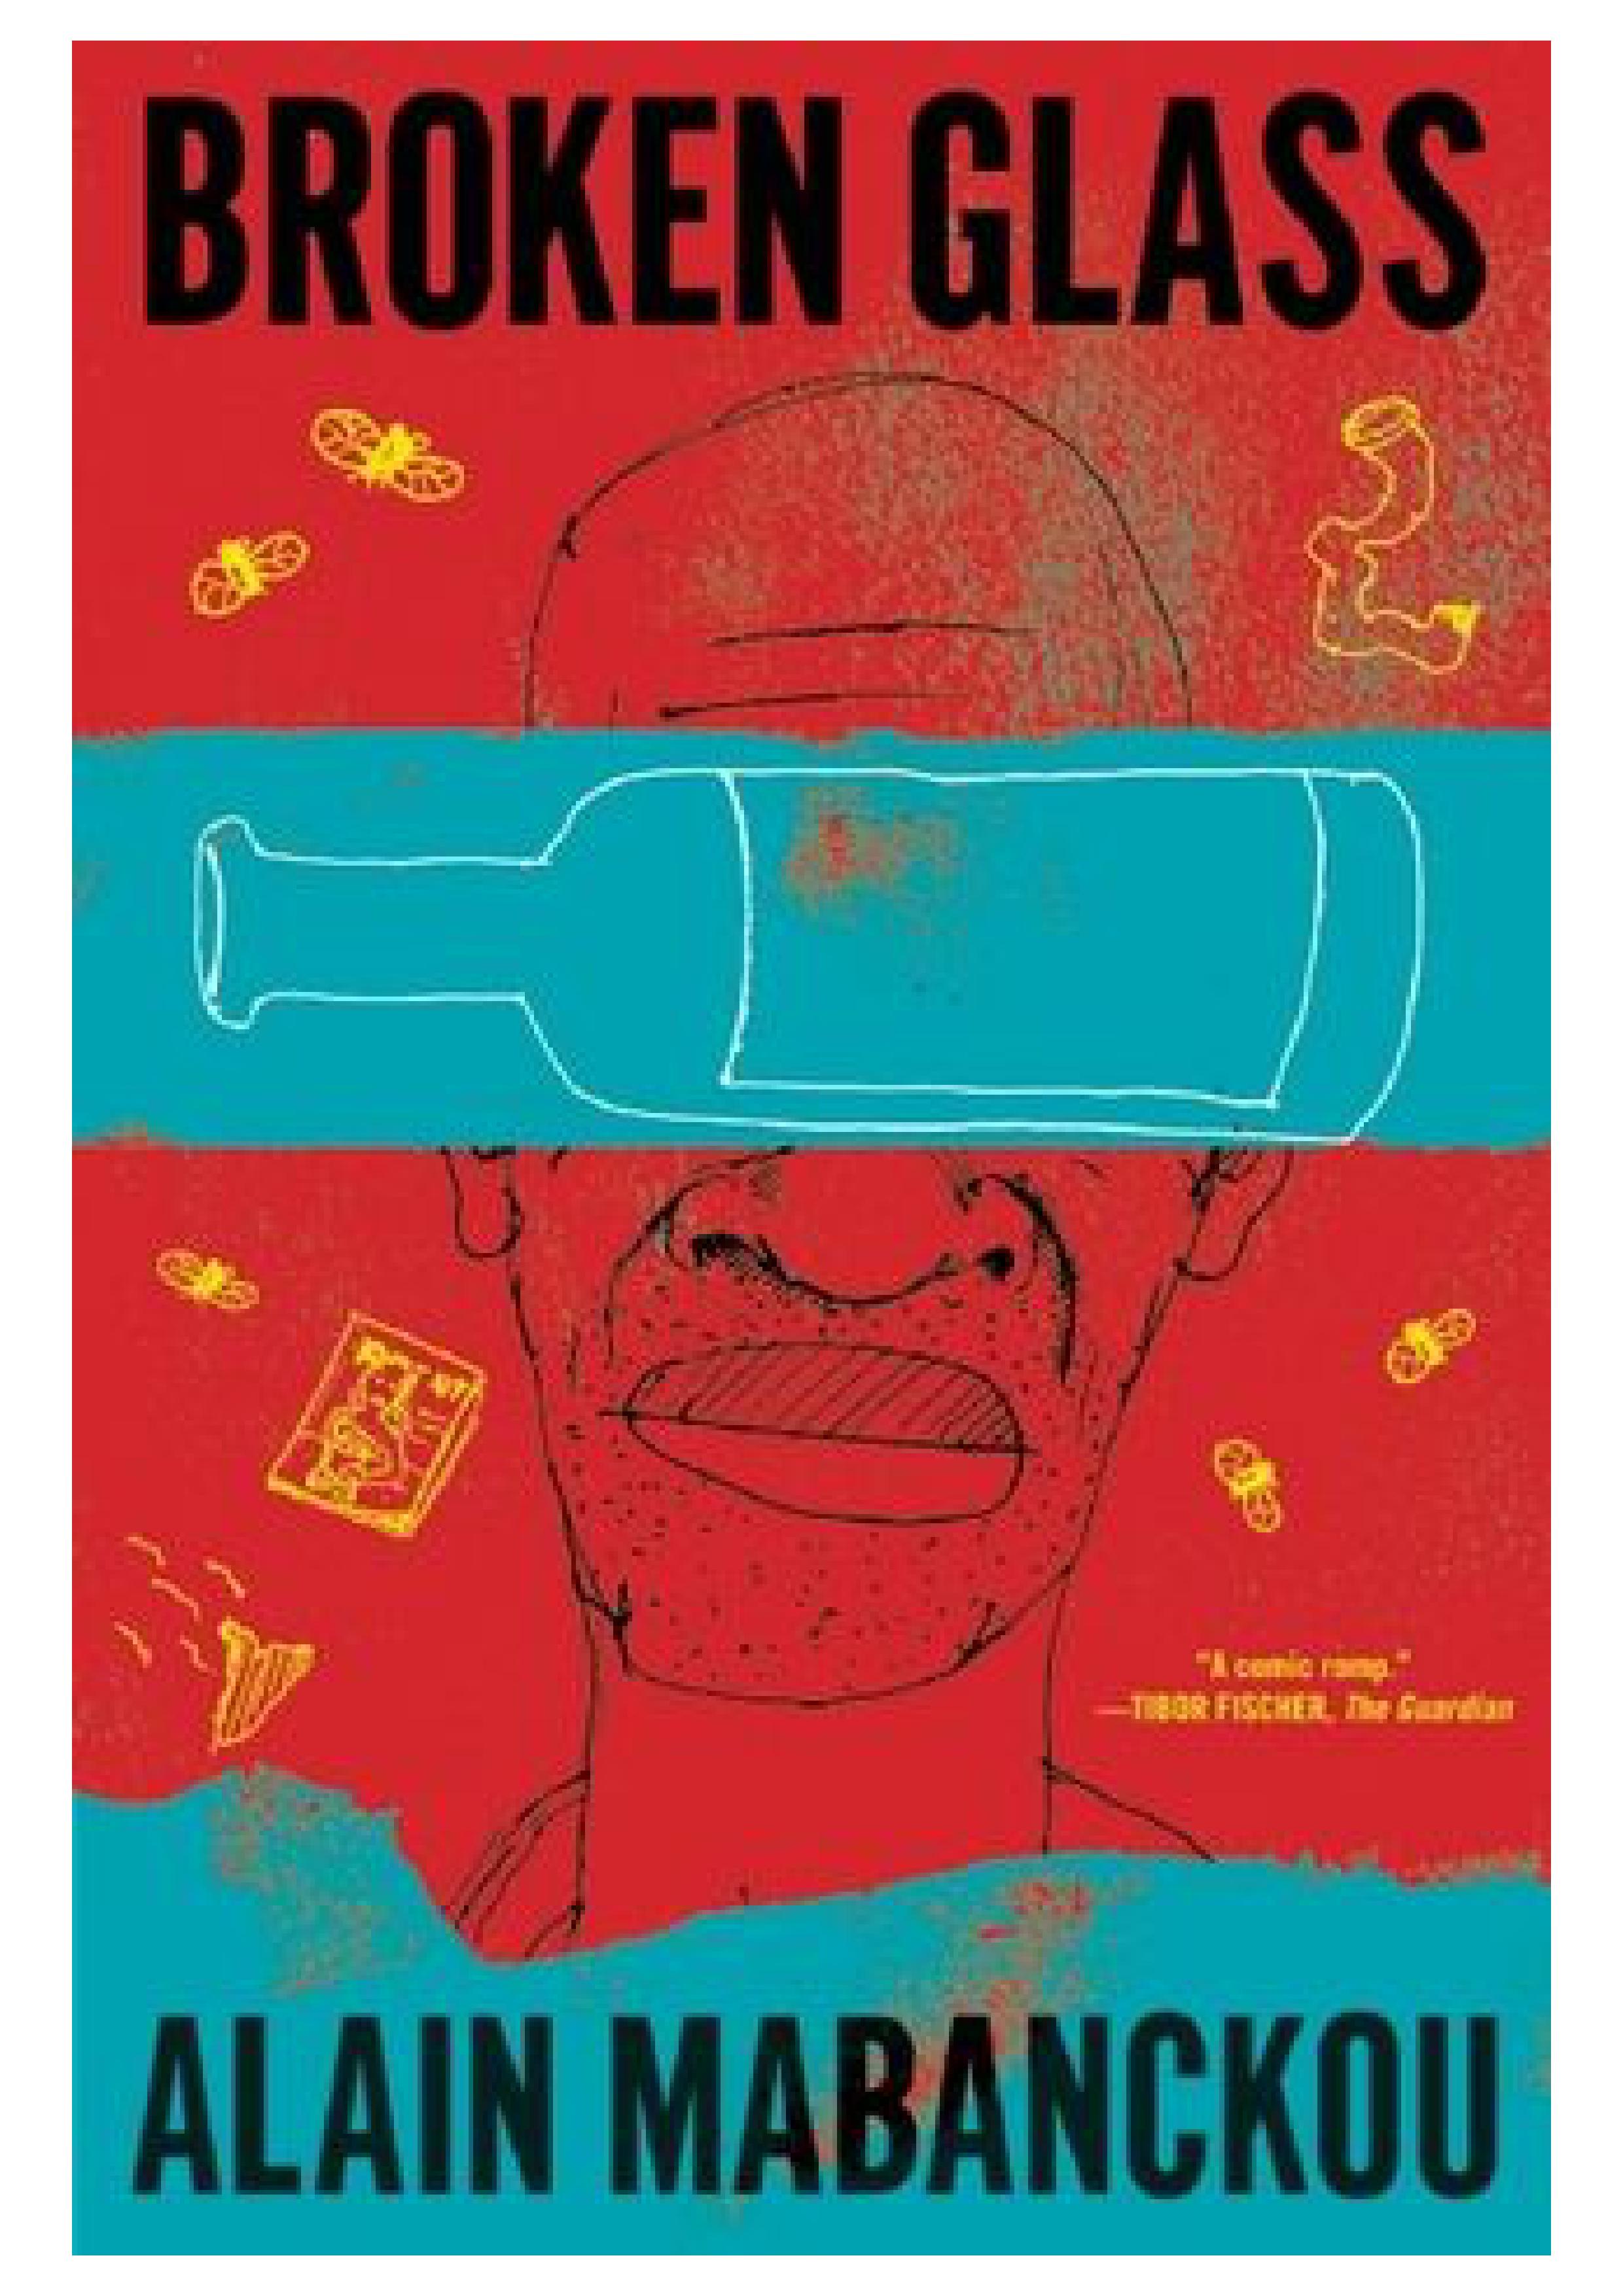 BROKEN GLASS
"A comic romp."
—TIBOR FISCHER, The Guardian
ALAIN MABANCKOU